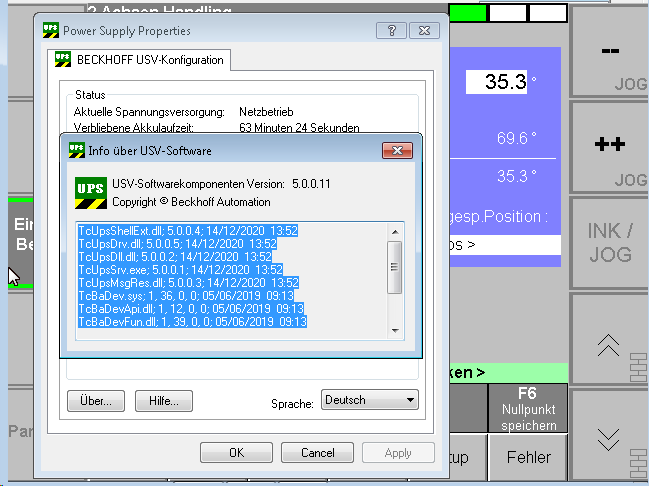 2 Achsen Handling
Power Supply Properties
BECKHOFF USV-Konfiguration
Status
Aktuelle Spannungsversorgung: Netzbetrieb
Verbliebene Akkulaufzeit: 63 Minuten 24 Sekunden
Info über USV-Software
UPS
USV-Softwarekomponenten Version: 5.0.0.11
Copyright © Beckhoff Automation
TcUpsShellExt.dll; 5.0.0.4; 14/12/2020 13:52
TcUpsDrv.dll; 5.0.0.5; 14/12/2020 13:52
TcUpsDll.dll; 5.0.0.2; 14/12/2020 13:52
TcUpsSrv.exe; 5.0.0.1; 14/12/2020 13:52
TcUpsMsgRes.dll; 5.0.0.3; 14/12/2020 13:52
TcBaDev.sys; 1, 36, 0, 0; 05/06/2019 09:13
TcBaDevApi.dll; 1, 12, 0, 0; 05/06/2019 09:13
TcBaDevFun.dll; 1, 39, 0, 0; 05/06/2019 09:13
Über...
Hilfe...
Sprache: Deutsch
OK
Cancel
Apply
35.3 °
69.6 °
35.3 °
gesp.Position :
os >
ken >
F6
Nullpunkt
speichern
tup
Fehler
--
JOG
++
JOG
INK /
JOG
Ein
Be
Par